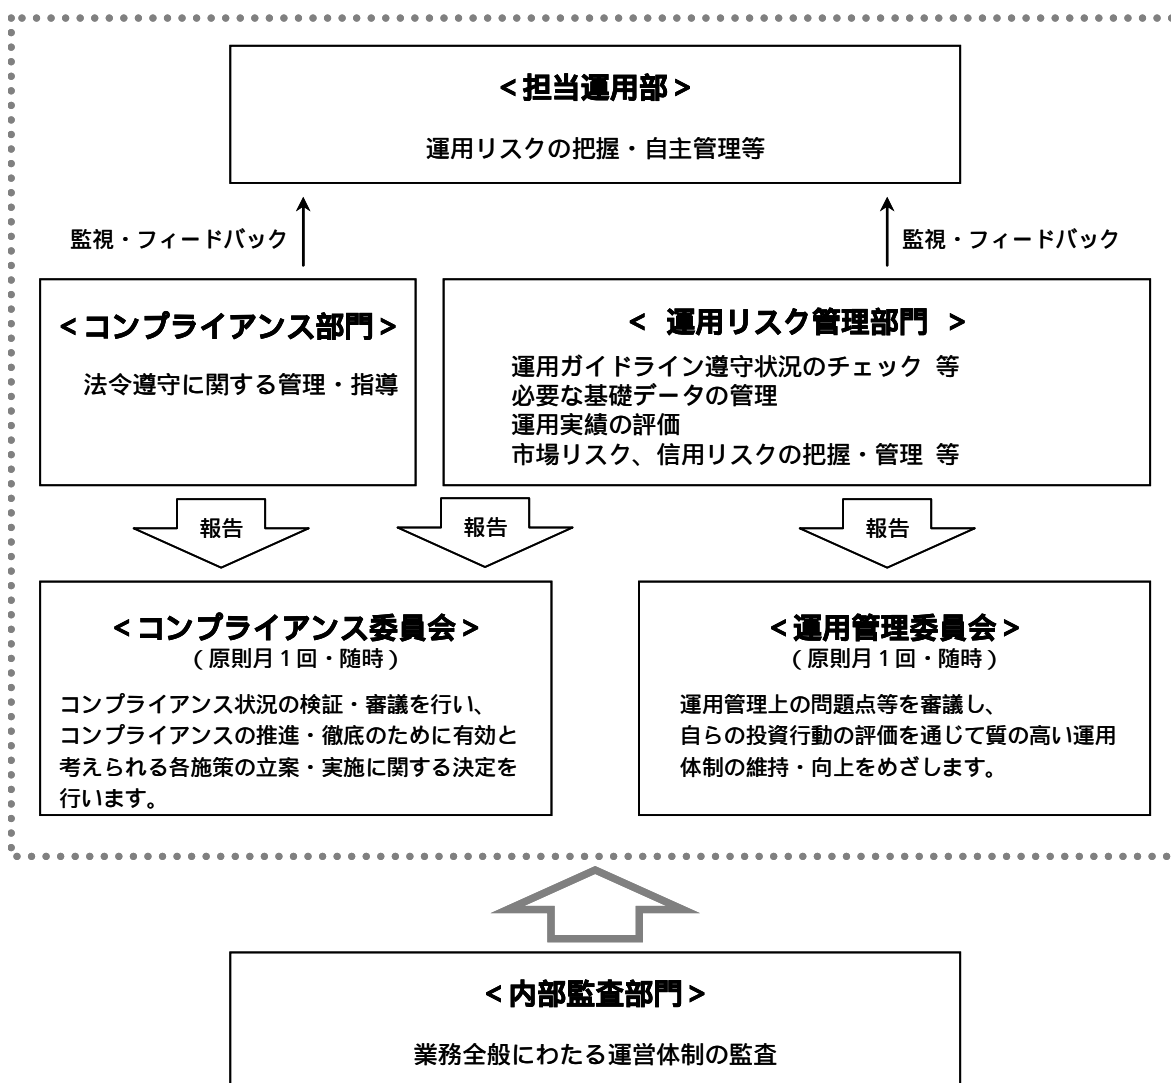 <担当運用部>
運用リスクの把握・自主管理等
監視・フィードバック
監視・フィードバック
<コンプライアンス部門>
法令遵守に関する管理・指導
< 運用リスク管理部門 >
運用ガイドライン遵守状況のチェック 等
必要な基礎データの管理
運用実績の評価
市場リスク、信用リスクの把握・管理 等
報告
報告
報告
<コンプライアンス委員会>
(原則月1回・随時)
コンプライアンス状況の検証・審議を行い、
コンプライアンスの推進・徹底のために有効と
考えられる各施策の立案・実施に関する決定を
行います。
<運用管理委員会>
(原則月1回・随時)
運用管理上の問題点等を審議し、
自らの投資行動の評価を通じて質の高い運用
体制の維持・向上をめざします。
<内部監査部門>
業務全般にわたる運営体制の監査